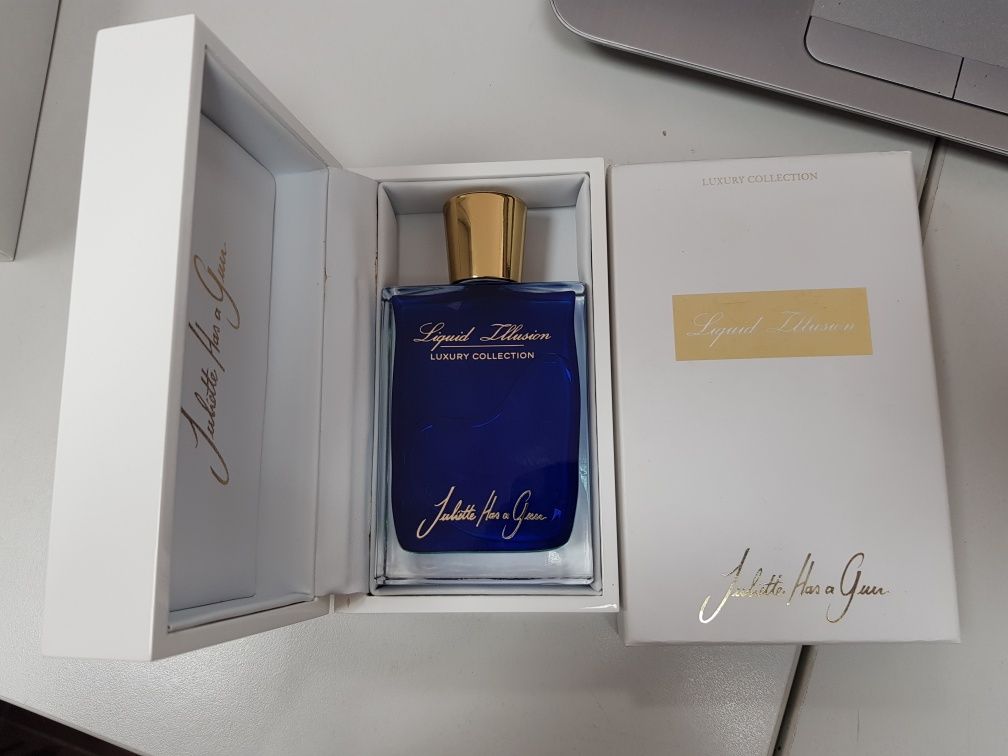 Juliette Has a Gun
Liquid Illusion
LUXURY COLLECTION
Juliette Has a Gun
LUXURY COLLECTION
Liquid Illusion
Juliette Has a Gun